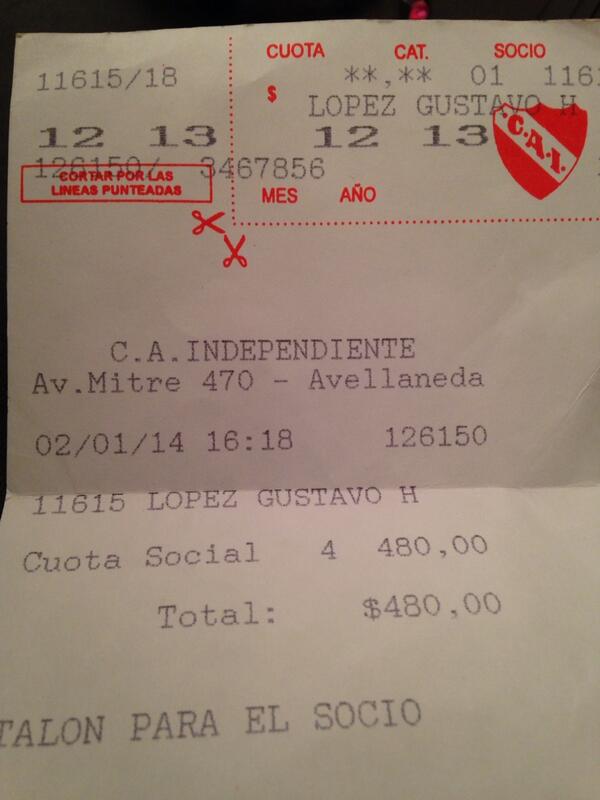 CUOTA CAT. SOCIO
11615/18 **,** 01 1161
$ LOPEZ GUSTAVO H
12 13 12 13
C.A.I.
126150/ 3467856
CORTAR POR LAS
LINEAS PUNTEADAS
MES AÑO
C.A.INDEPENDIENTE
Av.Mitre 470 - Avellaneda
02/01/14 16:18 126150
11615 LOPEZ GUSTAVO H
Cuota Social 4 480,00
Total: $480,00
TALON PARA EL SOCIO